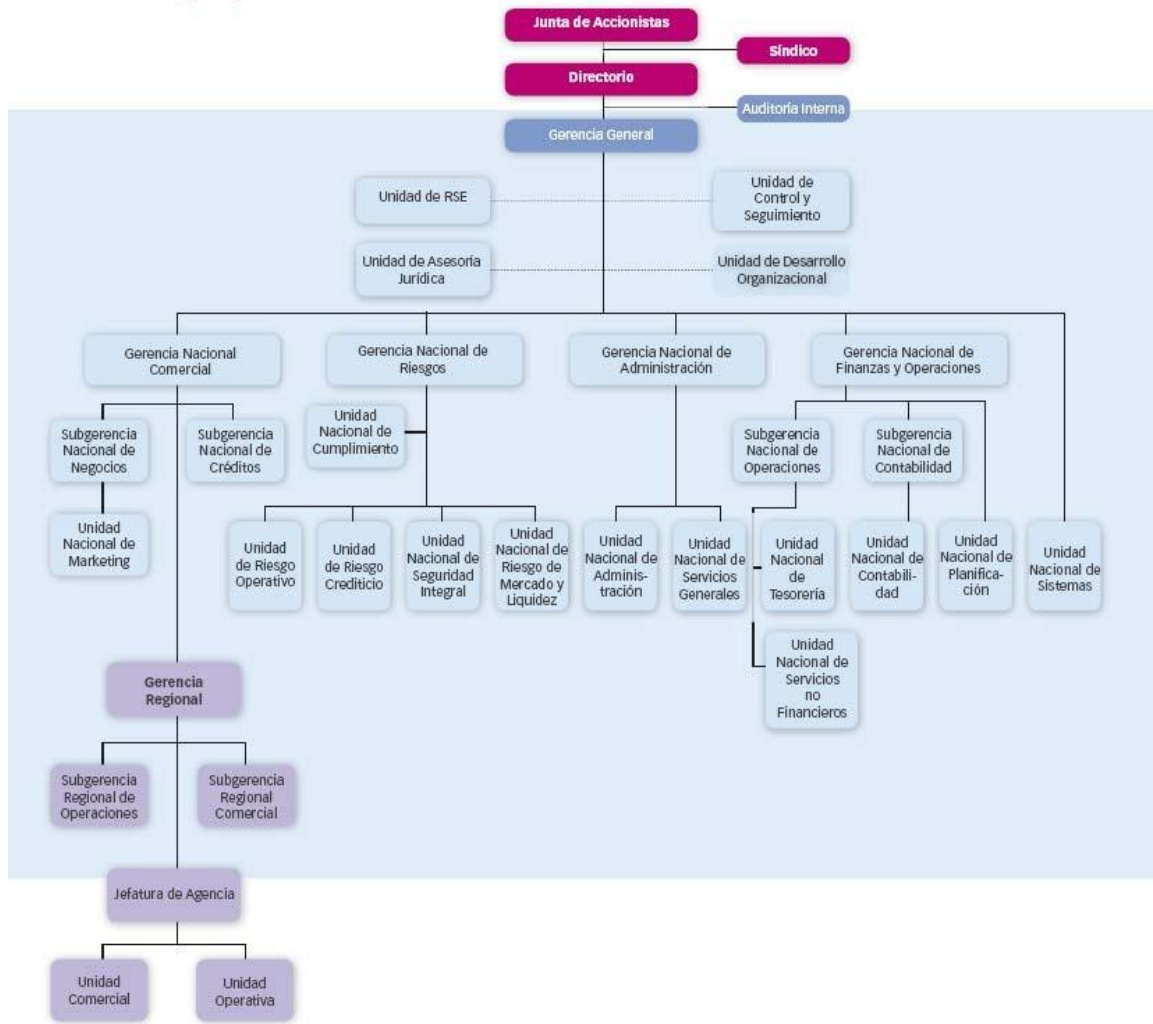 Junta de Accionistas
Síndico
Directorio
Auditoría Interna
Gerencia General
Unidad de RSE
Unidad de
Control y
Seguimiento
Unidad de Asesoría
Jurídica
Unidad de Desarrollo
Organizacional
Gerencia Nacional
Comercial
Gerencia Nacional de
Riesgos
Gerencia Nacional de
Administración
Gerencia Nacional de
Finanzas y Operaciones
Unidad
Nacional de
Cumplimiento
Subgerencia
Nacional de
Negocios
Subgerencia
Nacional de
Créditos
Subgerencia
Nacional de
Operaciones
Subgerencia
Nacional de
Contabilidad
Unidad
Nacional de
Marketing
Unidad
de Riesgo
Operativo
Unidad
de Riesgo
Crediticio
Unidad
Nacional de
Seguridad
Integral
Unidad
Nacional de
Riesgo de
Mercado y
Liquidez
Unidad
Nacional de
Adminis-
tración
Unidad
Nacional de
Servicios
Generales
Unidad
Nacional
de
Tesorería
Unidad
Nacional de
Contabili-
dad
Unidad
Nacional de
Planifica-
ción
Unidad
Nacional de
Sistemas
Unidad
Nacional de
Servicios
no
Financieros
Gerencia
Regional
Subgerencia
Regional de
Operaciones
Subgerencia
Regional
Comercial
Jefatura de Agencia
Unidad
Comercial
Unidad
Operativa